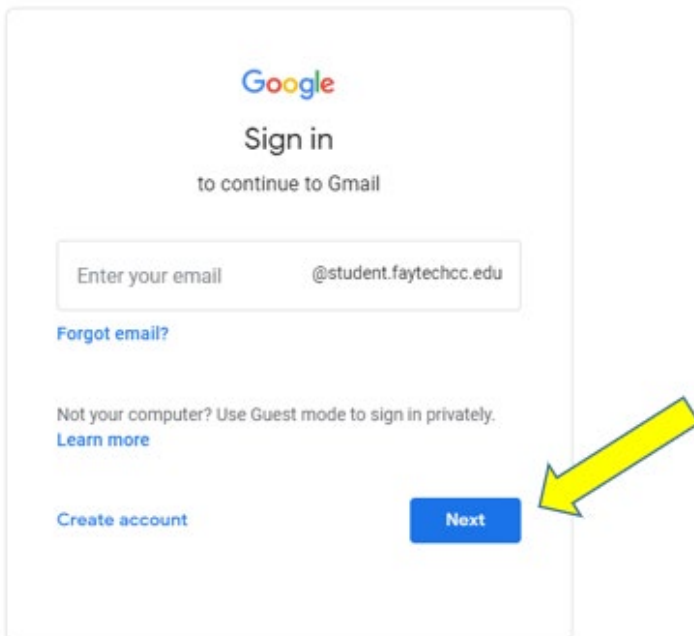 Google
Sign in
to continue to Gmail
Enter your email @student.faytechcc.edu
Forgot email?
Not your computer? Use Guest mode to sign in privately.
Learn more
Create account Next